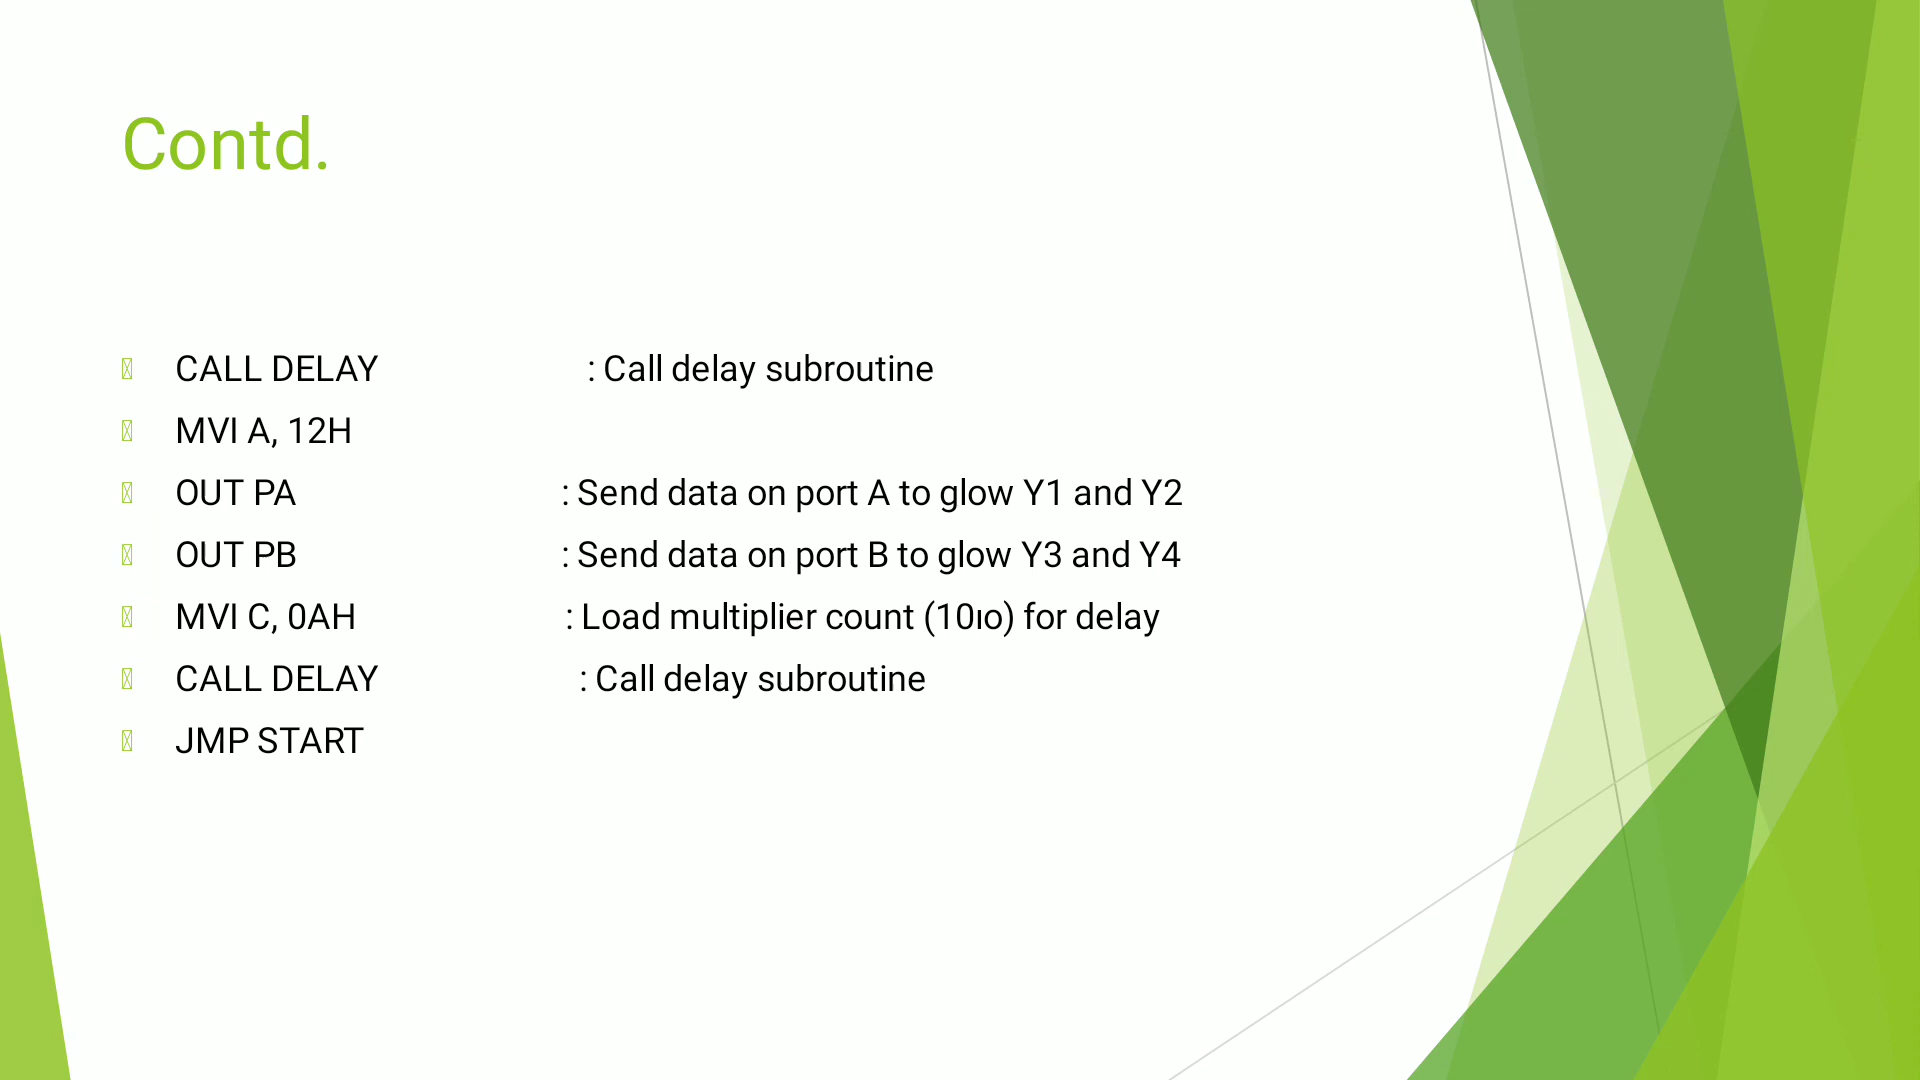 Contd.
CALL DELAY : Call delay subroutine
MVI A, 12H
OUT PA : Send data on port A to glow Y1 and Y2
OUT PB : Send data on port B to glow Y3 and Y4
MVI C, 0AH : Load multiplier count (10ıo) for delay
CALL DELAY : Call delay subroutine
JMP START